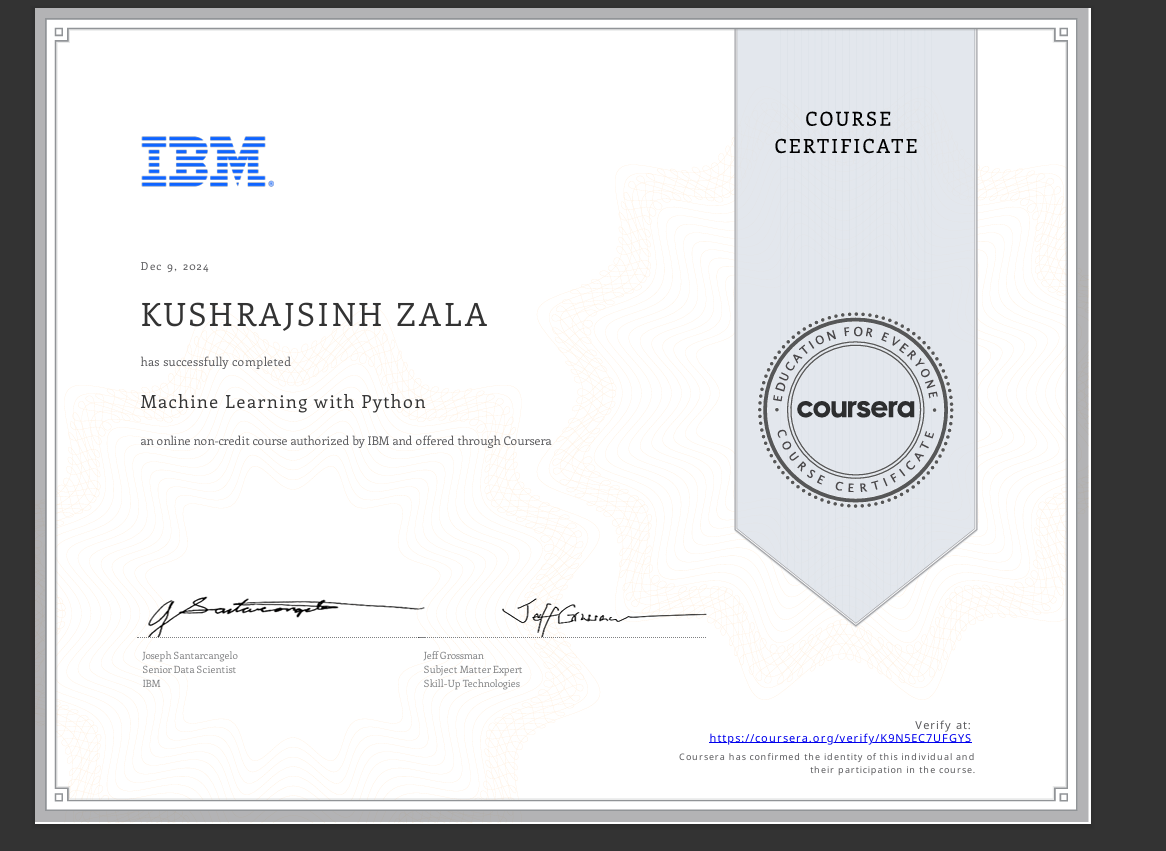 COURSE
CERTIFICATE
IBM®
Dec 9, 2024
KUSHRAJSINH ZALA
has successfully completed
Machine Learning with Python
an online non-credit course authorized by IBM and offered through Coursera
EDUCATION FOR EVERYONE
coursera
COURSE CERTIFICATE
J Santarcangelo
Jeff Grossman
Joseph Santarcangelo
Senior Data Scientist
IBM
Jeff Grossman
Subject Matter Expert
Skill-Up Technologies
Verify at:
https://coursera.org/verify/K9N5EC7UFGYS
Coursera has confirmed the identity of this individual and
their participation in the course.